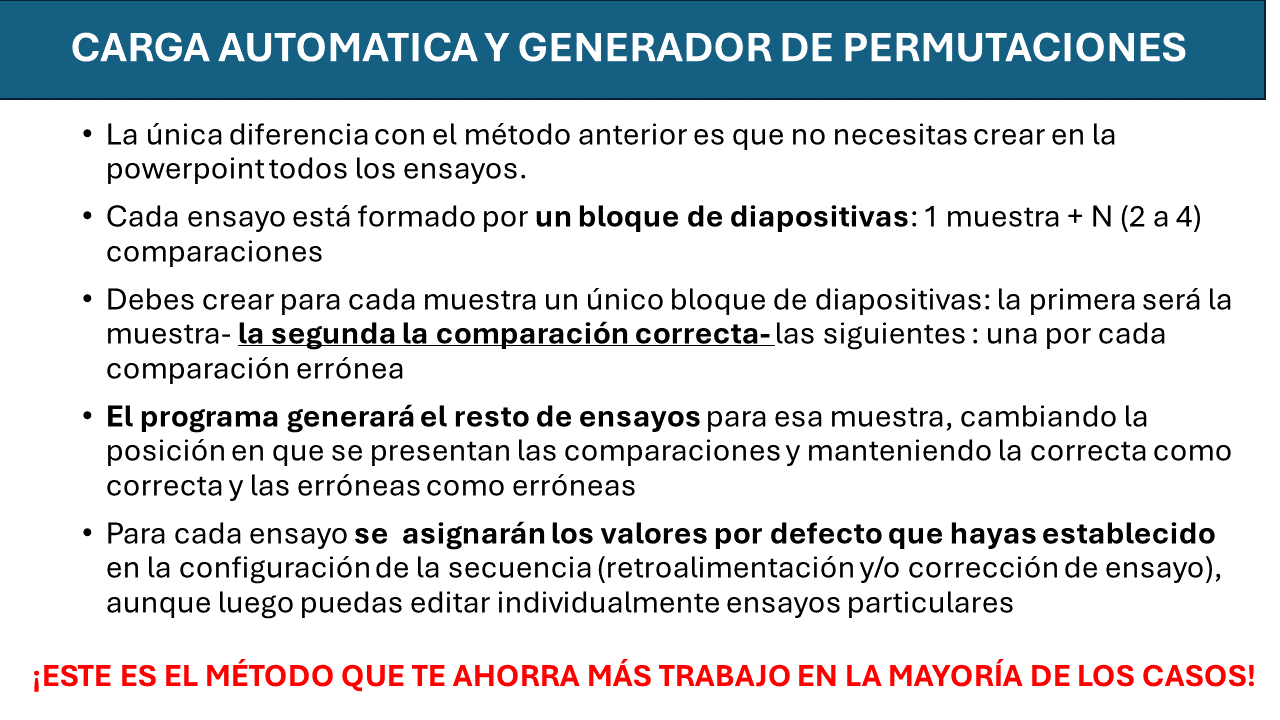 CARGA AUTOMATICA Y GENERADOR DE PERMUTACIONES
• La única diferencia con el método anterior es que no necesitas crear en la
powerpoint todos los ensayos.
• Cada ensayo está formado por un bloque de diapositivas: 1 muestra + N (2 a 4)
comparaciones
• Debes crear para cada muestra un único bloque de diapositivas: la primera será la
muestra- la segunda la comparación correcta- las siguientes : una por cada
comparación errónea
• El programa generará el resto de ensayos para esa muestra, cambiando la
posición en que se presentan las comparaciones y manteniendo la correcta como
correcta y las erróneas como erróneas
• Para cada ensayo se asignarán los valores por defecto que hayas establecido
en la configuración de la secuencia (retroalimentación y/o corrección de ensayo),
aunque luego puedas editar individualmente ensayos particulares
¡ESTE ES EL MÉTODO QUE TE AHORRA MÁS TRABAJO EN LA MAYORÍA DE LOS CASOS!